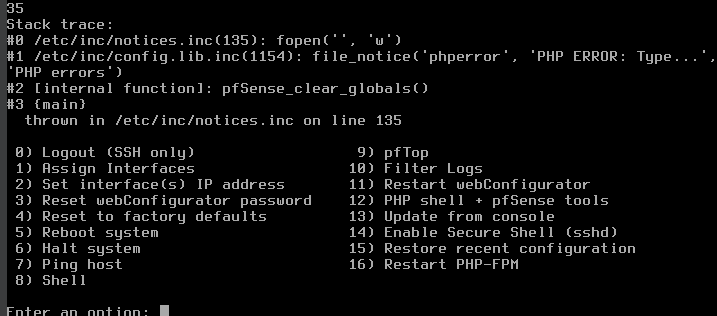 35
Stack trace:
#0 /etc/inc/notices.inc(135): fopen('', 'w')
#1 /etc/inc/config.lib.inc(1154): file_notice('phperror', 'PHP ERROR: Type...',
'PHP errors')
#2 [internal function]: pfSense_clear_globals()
#3 {main}
  thrown in /etc/inc/notices.inc on line 135
0) Logout (SSH only)                  9) pfTop
1) Assign Interfaces                 10) Filter Logs
2) Set interface(s) IP address       11) Restart webConfigurator
3) Reset webConfigurator password    12) PHP shell + pfSense tools
4) Reset to factory defaults         13) Update from console
5) Reboot system                     14) Enable Secure Shell (sshd)
6) Halt system                       15) Restore recent configuration
7) Ping host                         16) Restart PHP-FPM
8) Shell
Enter an option: